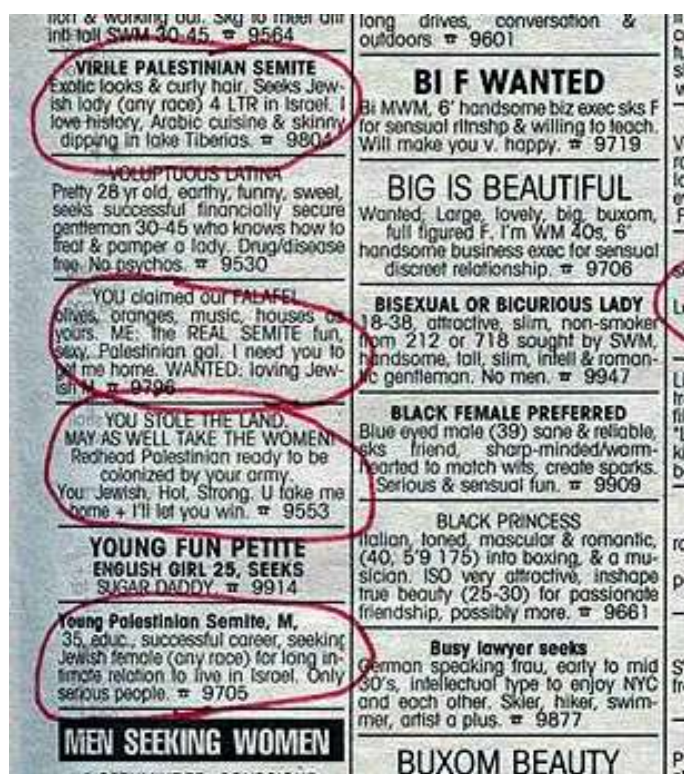 intl tall SWM 30-45. ☎ 9564
VIRILE PALESTINIAN SEMITE
Exotic looks & curly hair. Seeks Jew-
ish lady (any race) 4 LTR in Israel. I
love history, Arabic cuisine & skinny
dipping in lake Tiberias. ☎ 9804
VOLUPTUOUS LATINA
Pretty 28 yr old, earthy, funny, sweet,
seeks successful financially secure
gentleman 30-45 who knows how to
treat & pamper a lady. Drug/disease
free. No psychos. ☎ 9530
YOU claimed our FALAFEL
olives, oranges, music, houses as
yours. ME: the REAL SEMITE fun,
sexy, Palestinian gal. I need you to
get me home. WANTED: loving Jew-
ish M. ☎ 9796
YOU STOLE THE LAND.
MAY AS WELL TAKE THE WOMEN!
Redhead Palestinian ready to be
colonized by your army.
You: Jewish, Hot, Strong. U take me
home + I'll let you win. ☎ 9553
YOUNG FUN PETITE
ENGLISH GIRL 25, SEEKS
SUGAR DADDY. ☎ 9914
Young Palestinian Semite, M,
35, educ., successful career, seeking
Jewish female (any race) for long in-
timate relation to live in Israel. Only
serious people. ☎ 9705
MEN SEEKING WOMEN
long drives, conversation &
outdoors ☎ 9601
BI F WANTED
Bi MWM, 6' handsome biz exec sks F
for sensual rltnshp & willing to teach.
Will make you v. happy. ☎ 9719
BIG IS BEAUTIFUL
Wanted, Large, lovely, big, buxom,
full figured F. I'm WM 40s, 6'
handsome business exec for sensual
discreet relationship. ☎ 9706
BISEXUAL OR BICURIOUS LADY
18-38, attractive, slim, non-smoker
from 212 or 718 sought by SWM,
handsome, tall, slim, intell & roman-
tic gentleman. No men. ☎ 9947
BLACK FEMALE PREFERRED
Blue eyed male (39) sane & reliable,
sks friend, sharp-minded/warm-
hearted to match wits, create sparks.
Serious & sensual fun. ☎ 9909
BLACK PRINCESS
Italian, toned, mascular & romantic,
(40, 5'9 175) into boxing, & a mu-
sician. ISO very attractive, inshape
true beauty (25-30) for passionate
friendship, possibly more. ☎ 9661
Busy lawyer seeks
German speaking frau, early to mid
30's, intellectual type to enjoy NYC
and each other. Skier, hiker, swim-
mer, artist a plus. ☎ 9877
BUXOM BEAUTY